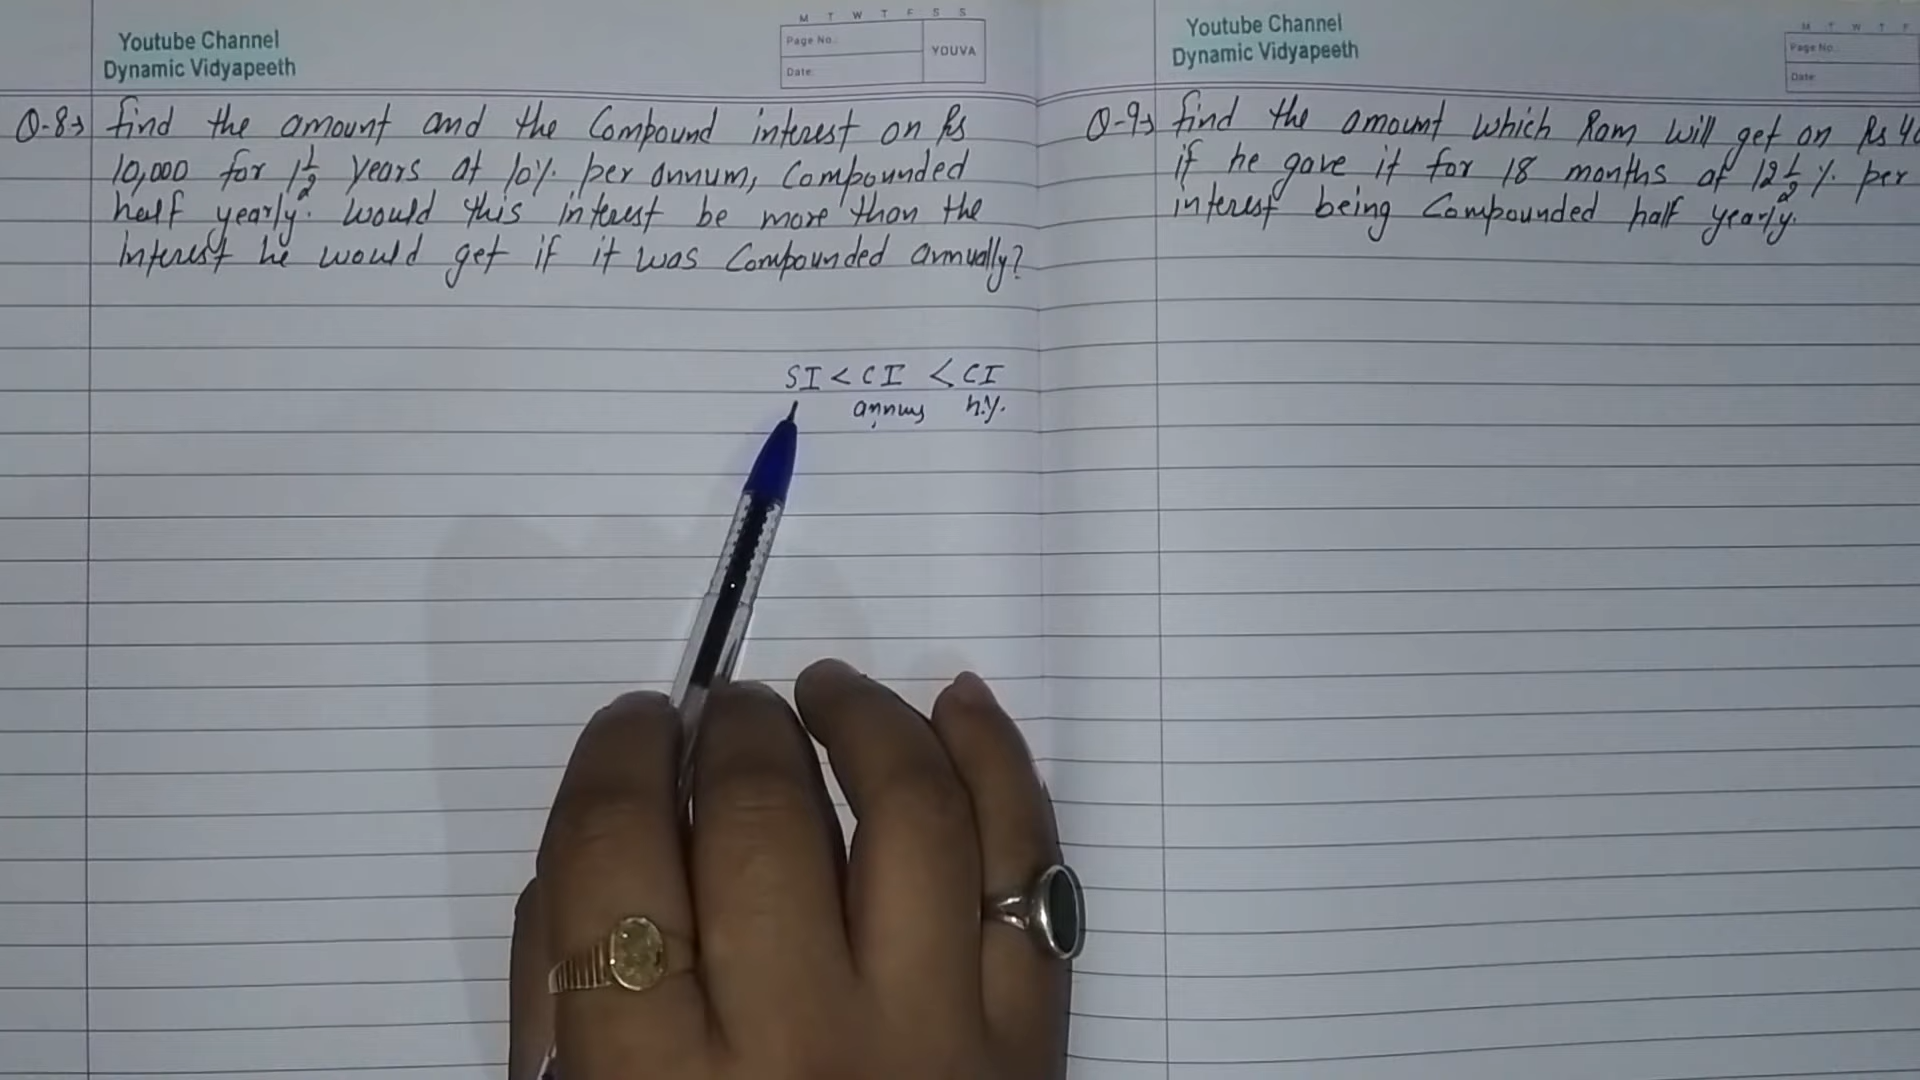 Youtube Channel
Dynamic Vidyapeeth
M T W T F S S
Page No.:
YOUVA
Date:
Q-8→ find the amount and the Compound interest on Rs
10,000 for 1 1/2 years at 10% per annum, Compounded
half yearly. Would this interest be more than the
interest he would get if it was Compounded annually?
SI < CI < CI
h.y.
Youtube Channel
Dynamic Vidyapeeth
M T W T F
Page No.:
Date:
Q-9→ find the amount which Ram will get on Rs
if he gave it for 18 months at 12 1/2 % per
interest being Compounded half yearly.